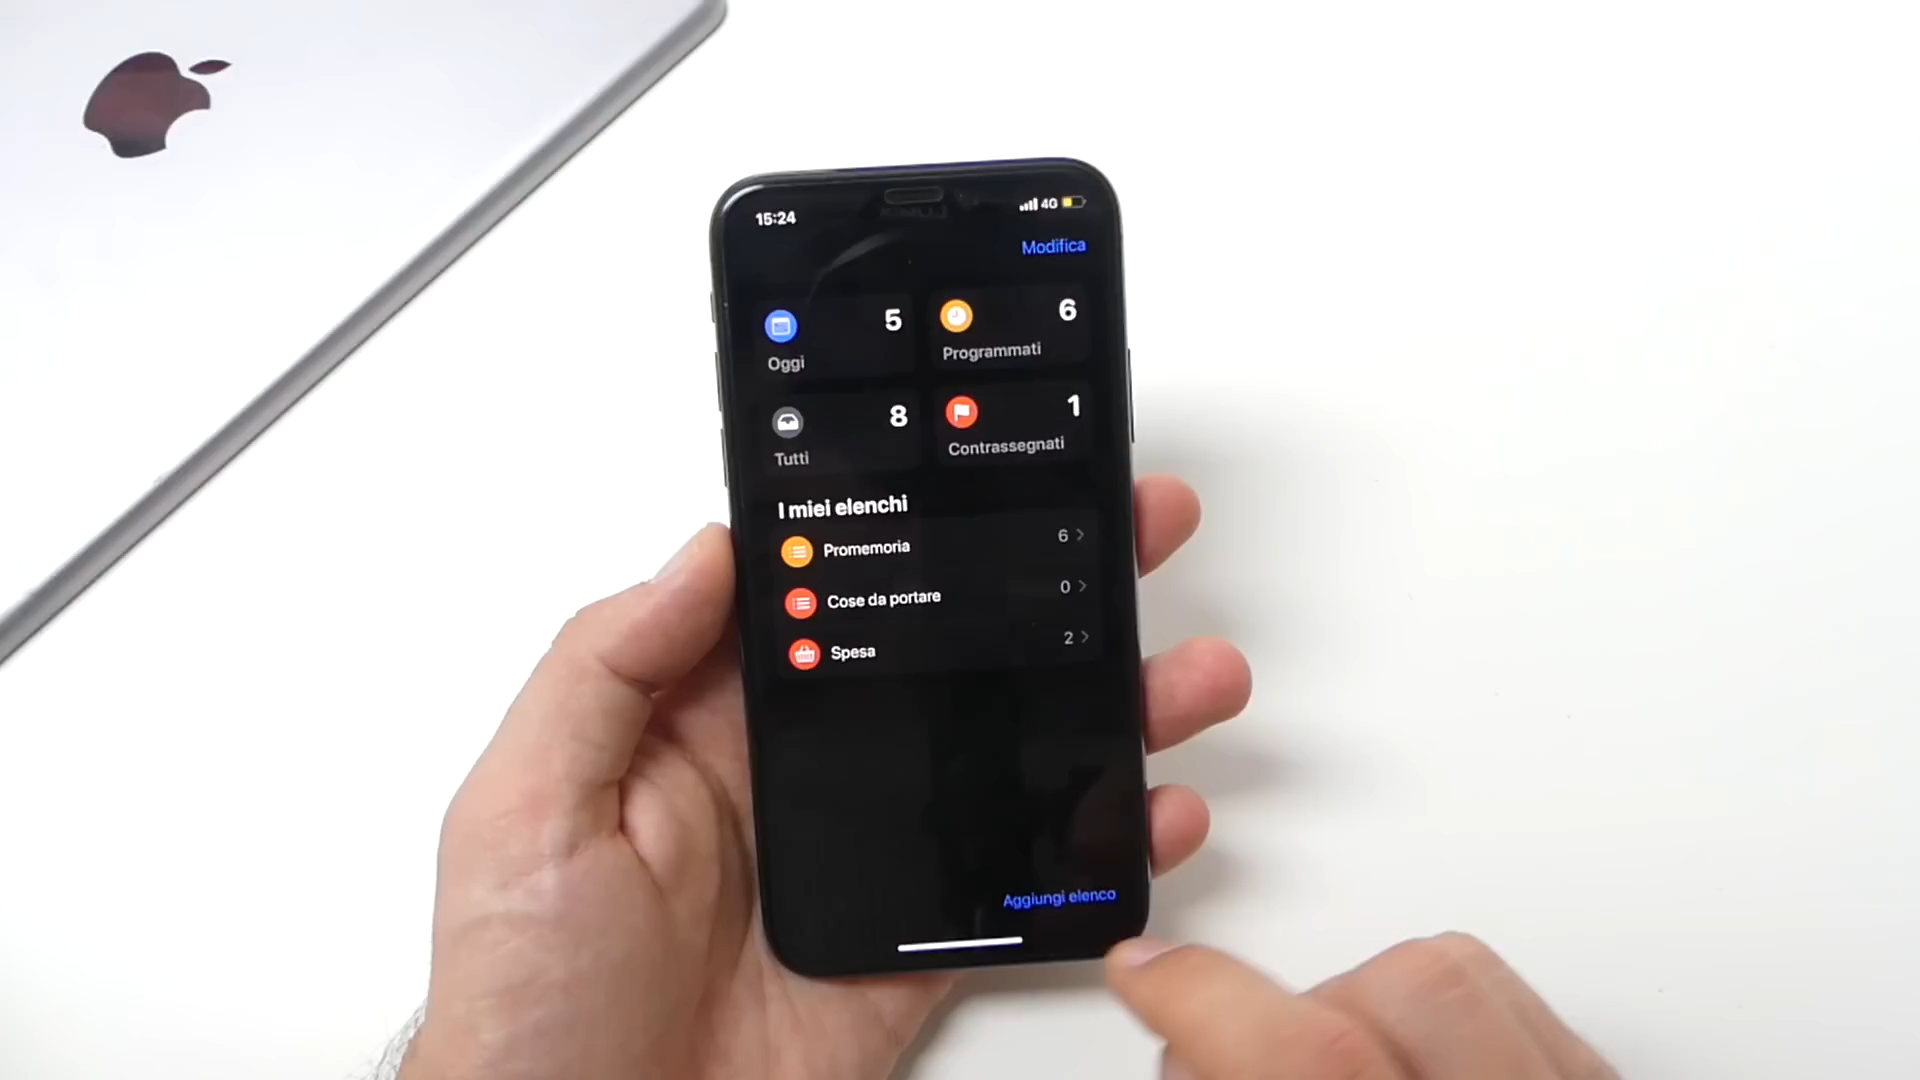 15:24
4G
Modifica
5
Oggi
6
Programmati
8
Tutti
1
Contrassegnati
I miei elenchi
Promemoria 6
Cose da portare 0
Spesa 2
Aggiungi elenco